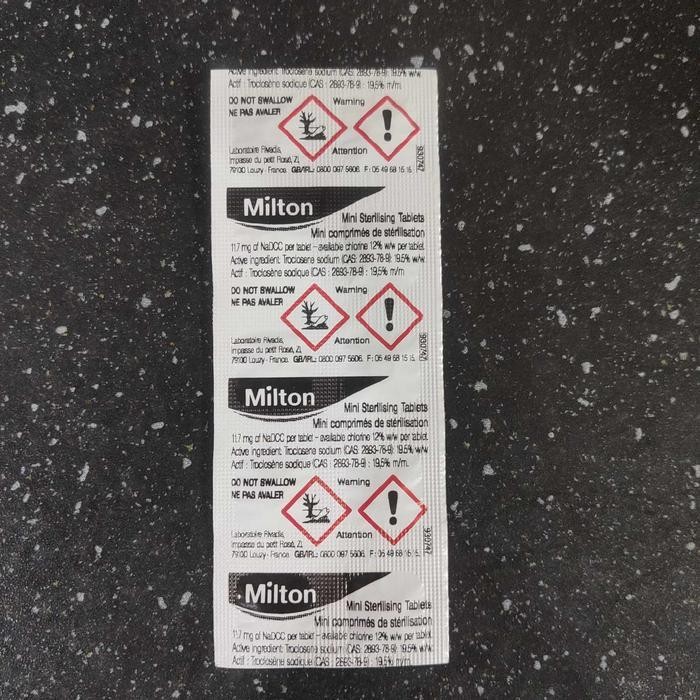 Active ingredient: Troclosene sodium (CAS: 2893-78-9): 19.5% w/w.
Actif : Troclosène sodique (CAS : 2893-78-9) : 19,5% m/m.
DO NOT SWALLOW Warning
NE PAS AVALER
Laboratoire Rivadis, Attention
Impasse du petit Rosé, ZI,
79100 Louzy - France. GB/IRL: 0800 097 5606. F: 05 49 68 15 15.
930747
Milton
Mini Sterilising Tablets
Mini comprimés de stérilisation
11.7 mg of NaDCC per tablet – available chlorine 12% w/w per tablet.
Active ingredient: Troclosene sodium (CAS: 2893-78-9): 19.5% w/w.
Actif : Troclosène sodique (CAS : 2893-78-9) : 19,5% m/m.
DO NOT SWALLOW Warning
NE PAS AVALER
Laboratoire Rivadis, Attention
Impasse du petit Rosé, ZI,
79100 Louzy - France. GB/IRL: 0800 097 5606. F: 05 49 68 15 15.
930747
Milton
Mini Sterilising Tablets
Mini comprimés de stérilisation
11.7 mg of NaDCC per tablet – available chlorine 12% w/w per tablet.
Active ingredient: Troclosene sodium (CAS: 2893-78-9): 19.5% w/w
Actif : Troclosène sodique (CAS : 2893-78-9) : 19,5% m/m.
DO NOT SWALLOW Warning
NE PAS AVALER
Laboratoire Rivadis, Attention
Impasse du petit Rosé, ZI,
79100 Louzy - France. GB/IRL: 0800 097 5606. F: 05 49 68 15 15.
930747
Milton
Mini Sterilising Tablets
Mini comprimés de stérilisation
11.7 mg of NaDCC per tablet – available chlorine 12% w/w per tablet.
Active ingredient: Troclosene sodium (CAS: 2893-78-9): 19.5% w/w.
Actif : Troclosène sodique (CAS : 2893-78-9) : 19,5% m/m.